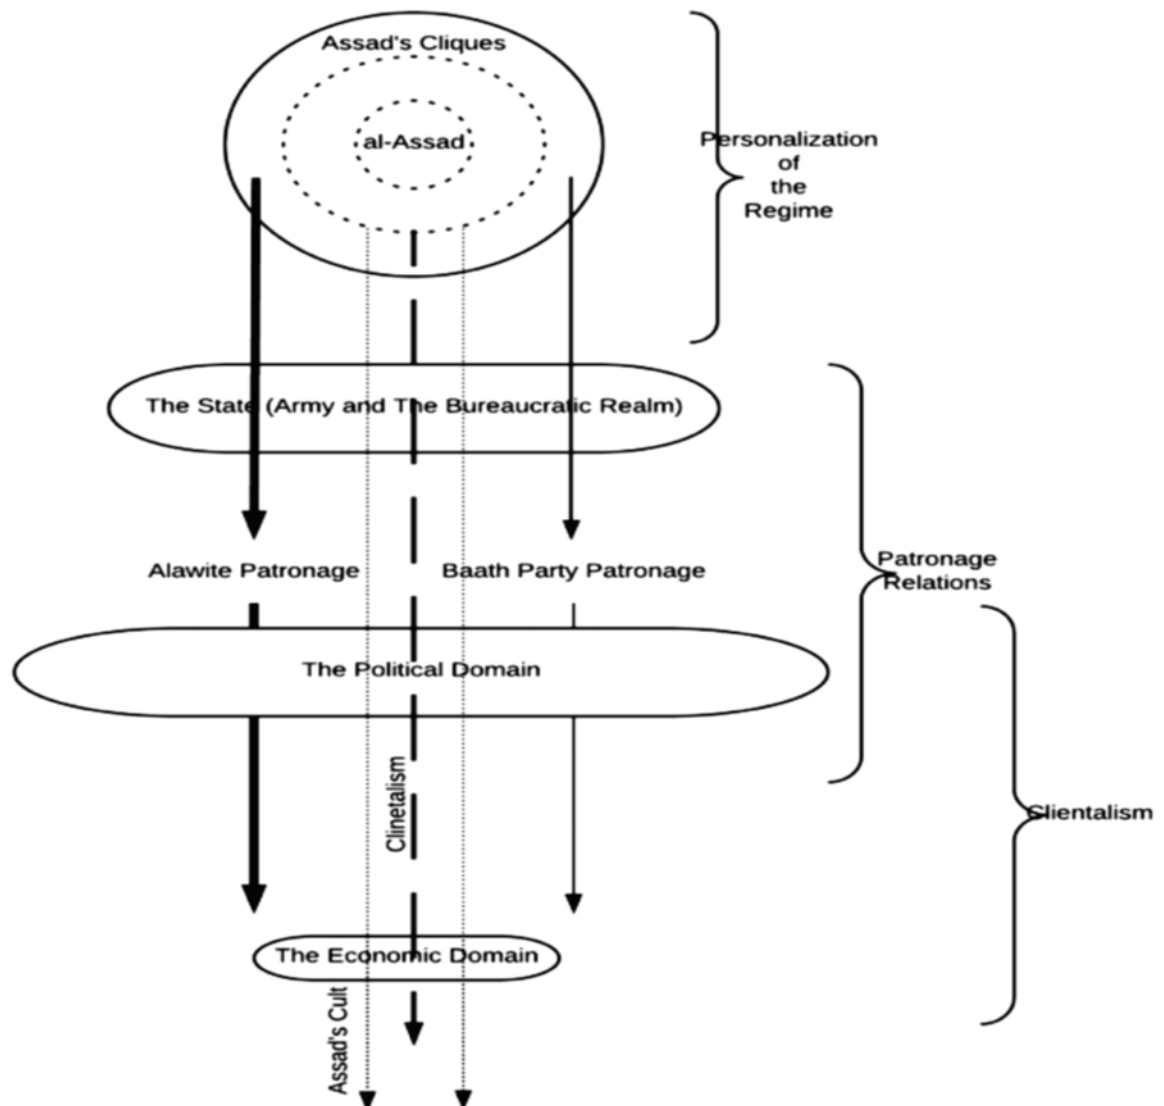 Assad's Cliques
al-Assad
Personalization
of
the
Regime
The State (Army and The Bureaucratic Realm)
Alawite Patronage
Baath Party Patronage
Patronage
Relations
The Political Domain
Clinetalism
Clientalism
The Economic Domain
Assad's Cult